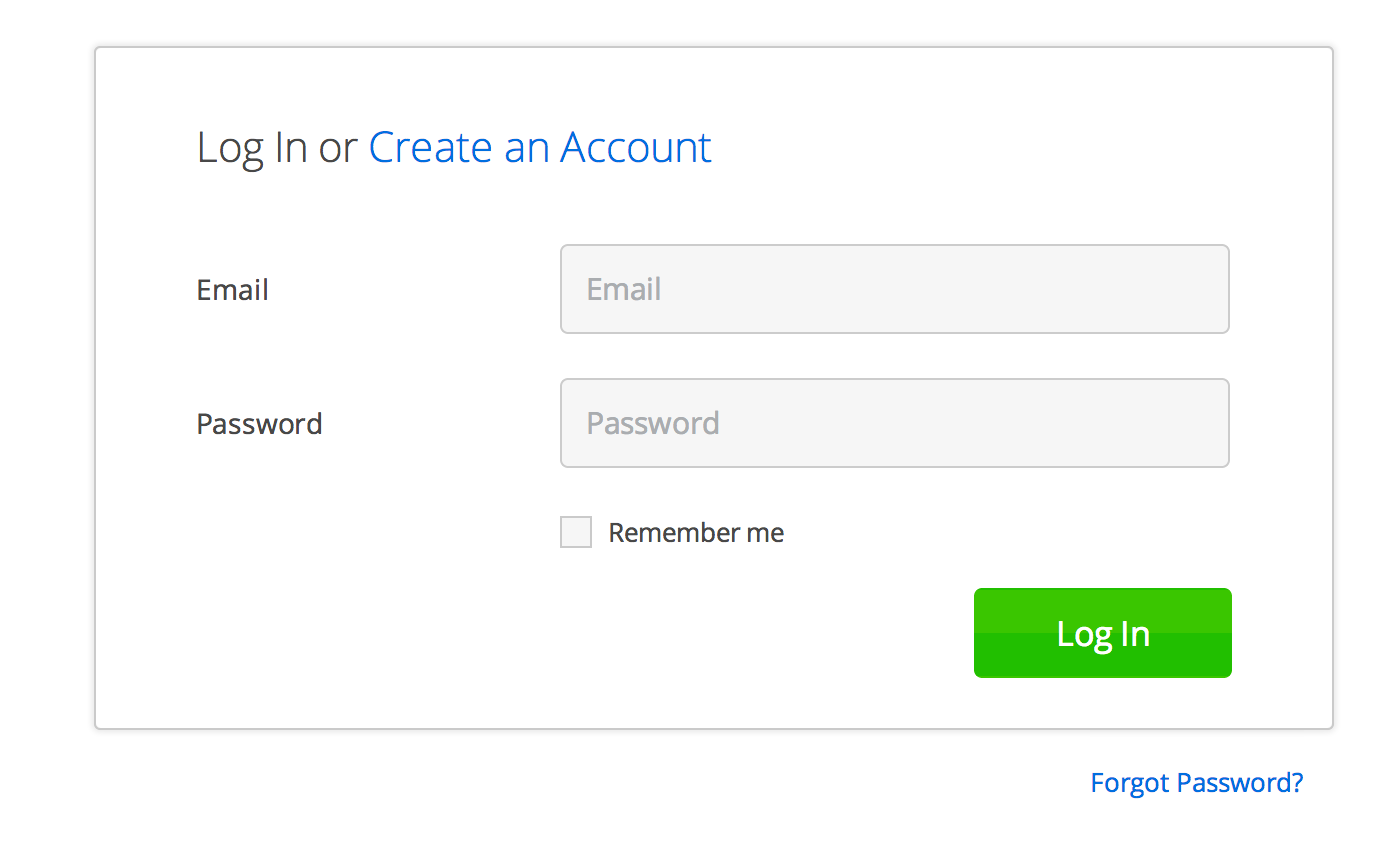 Log In or Create an Account
Email Email
Password Password
Remember me
Log In
Forgot Password?